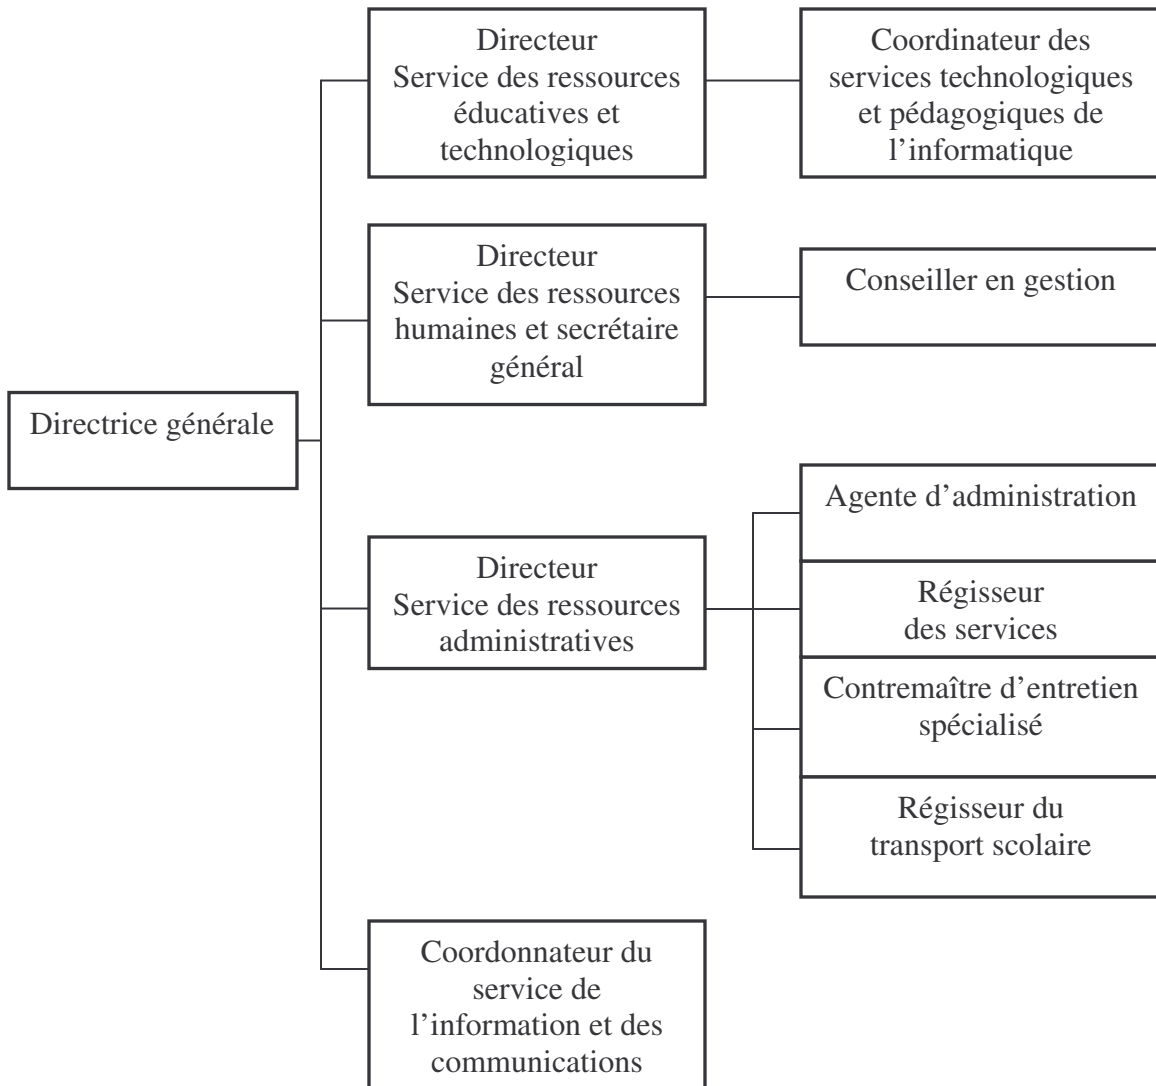 Directeur
Service des ressources
éducatives et
technologiques
Coordinateur des
services technologiques
et pédagogiques de
l’informatique
Directeur
Service des ressources
humaines et secrétaire
général
Conseiller en gestion
Directrice générale
Directeur
Service des ressources
administratives
Agente d’administration
Régisseur
des services
Contremaître d’entretien
spécialisé
Régisseur du
transport scolaire
Coordonnateur du
service de
l’information et des
communications